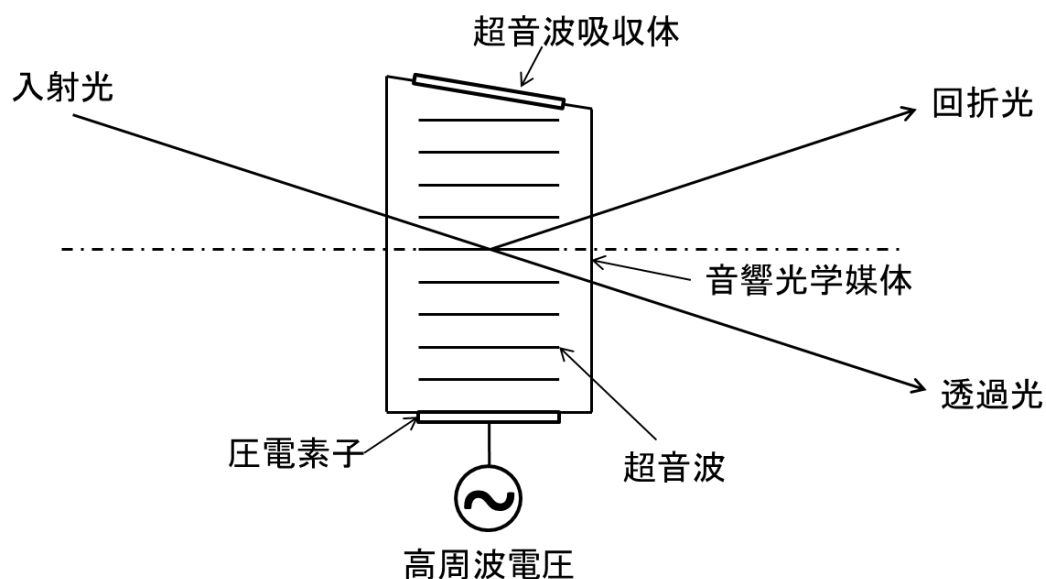 超音波吸収体
入射光
回折光
音響光学媒体
透過光
圧電素子
超音波
高周波電圧